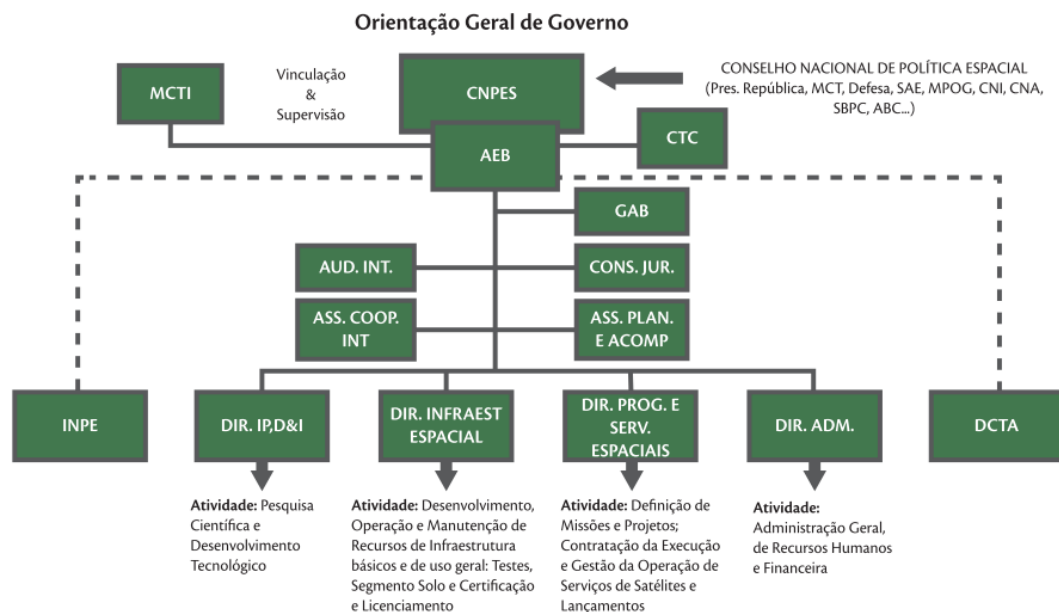 Orientação Geral de Governo
MCTI
Vinculação
&
Supervisão
CNPES
CONSELHO NACIONAL DE POLÍTICA ESPACIAL
(Pres. República, MCT, Defesa, SAE, MPOG, CNI, CNA,
SBPC, ABC...)
AEB
CTC
GAB
AUD. INT.
CONS. JUR.
ASS. COOP.
INT
ASS. PLAN.
E ACOMP
INPE
DIR. IP,D&I
DIR. INFRAEST
ESPACIAL
DIR. PROG. E
SERV.
ESPACIAIS
DIR. ADM.
DCTA
Atividade: Pesquisa
Científica e
Desenvolvimento
Tecnológico
Atividade: Desenvolvimento,
Operação e Manutenção de
Recursos de Infraestrutura
básicos e de uso geral: Testes,
Segmento Solo e Certificação
e Licenciamento
Atividade: Definição de
Missões e Projetos;
Contratação da Execução
e Gestão da Operação de
Serviços de Satélites e
Lançamentos
Atividade:
Administração Geral,
de Recursos Humanos
e Financeira